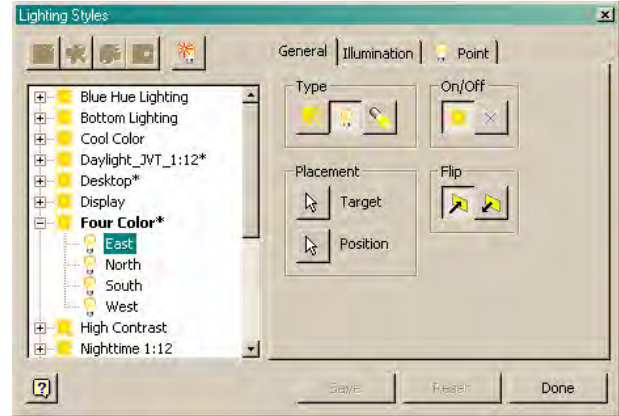 Lighting Styles
General Illumination Point
Blue Hue Lighting
Bottom Lighting
Cool Color
Daylight_JVT_1:12*
Desktop*
Display
Four Color*
East
North
South
West
High Contrast
Nighttime 1:12
Type
On/Off
Placement
Target
Position
Flip
Save Reset Done